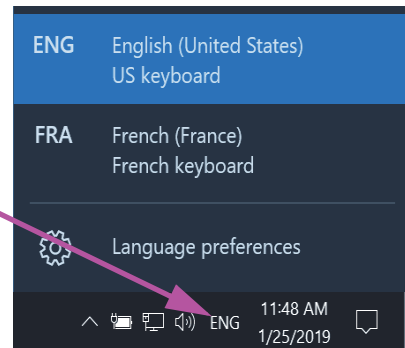 ENG English (United States)
US keyboard
FRA French (France)
French keyboard
Language preferences
ENG 11:48 AM
1/25/2019